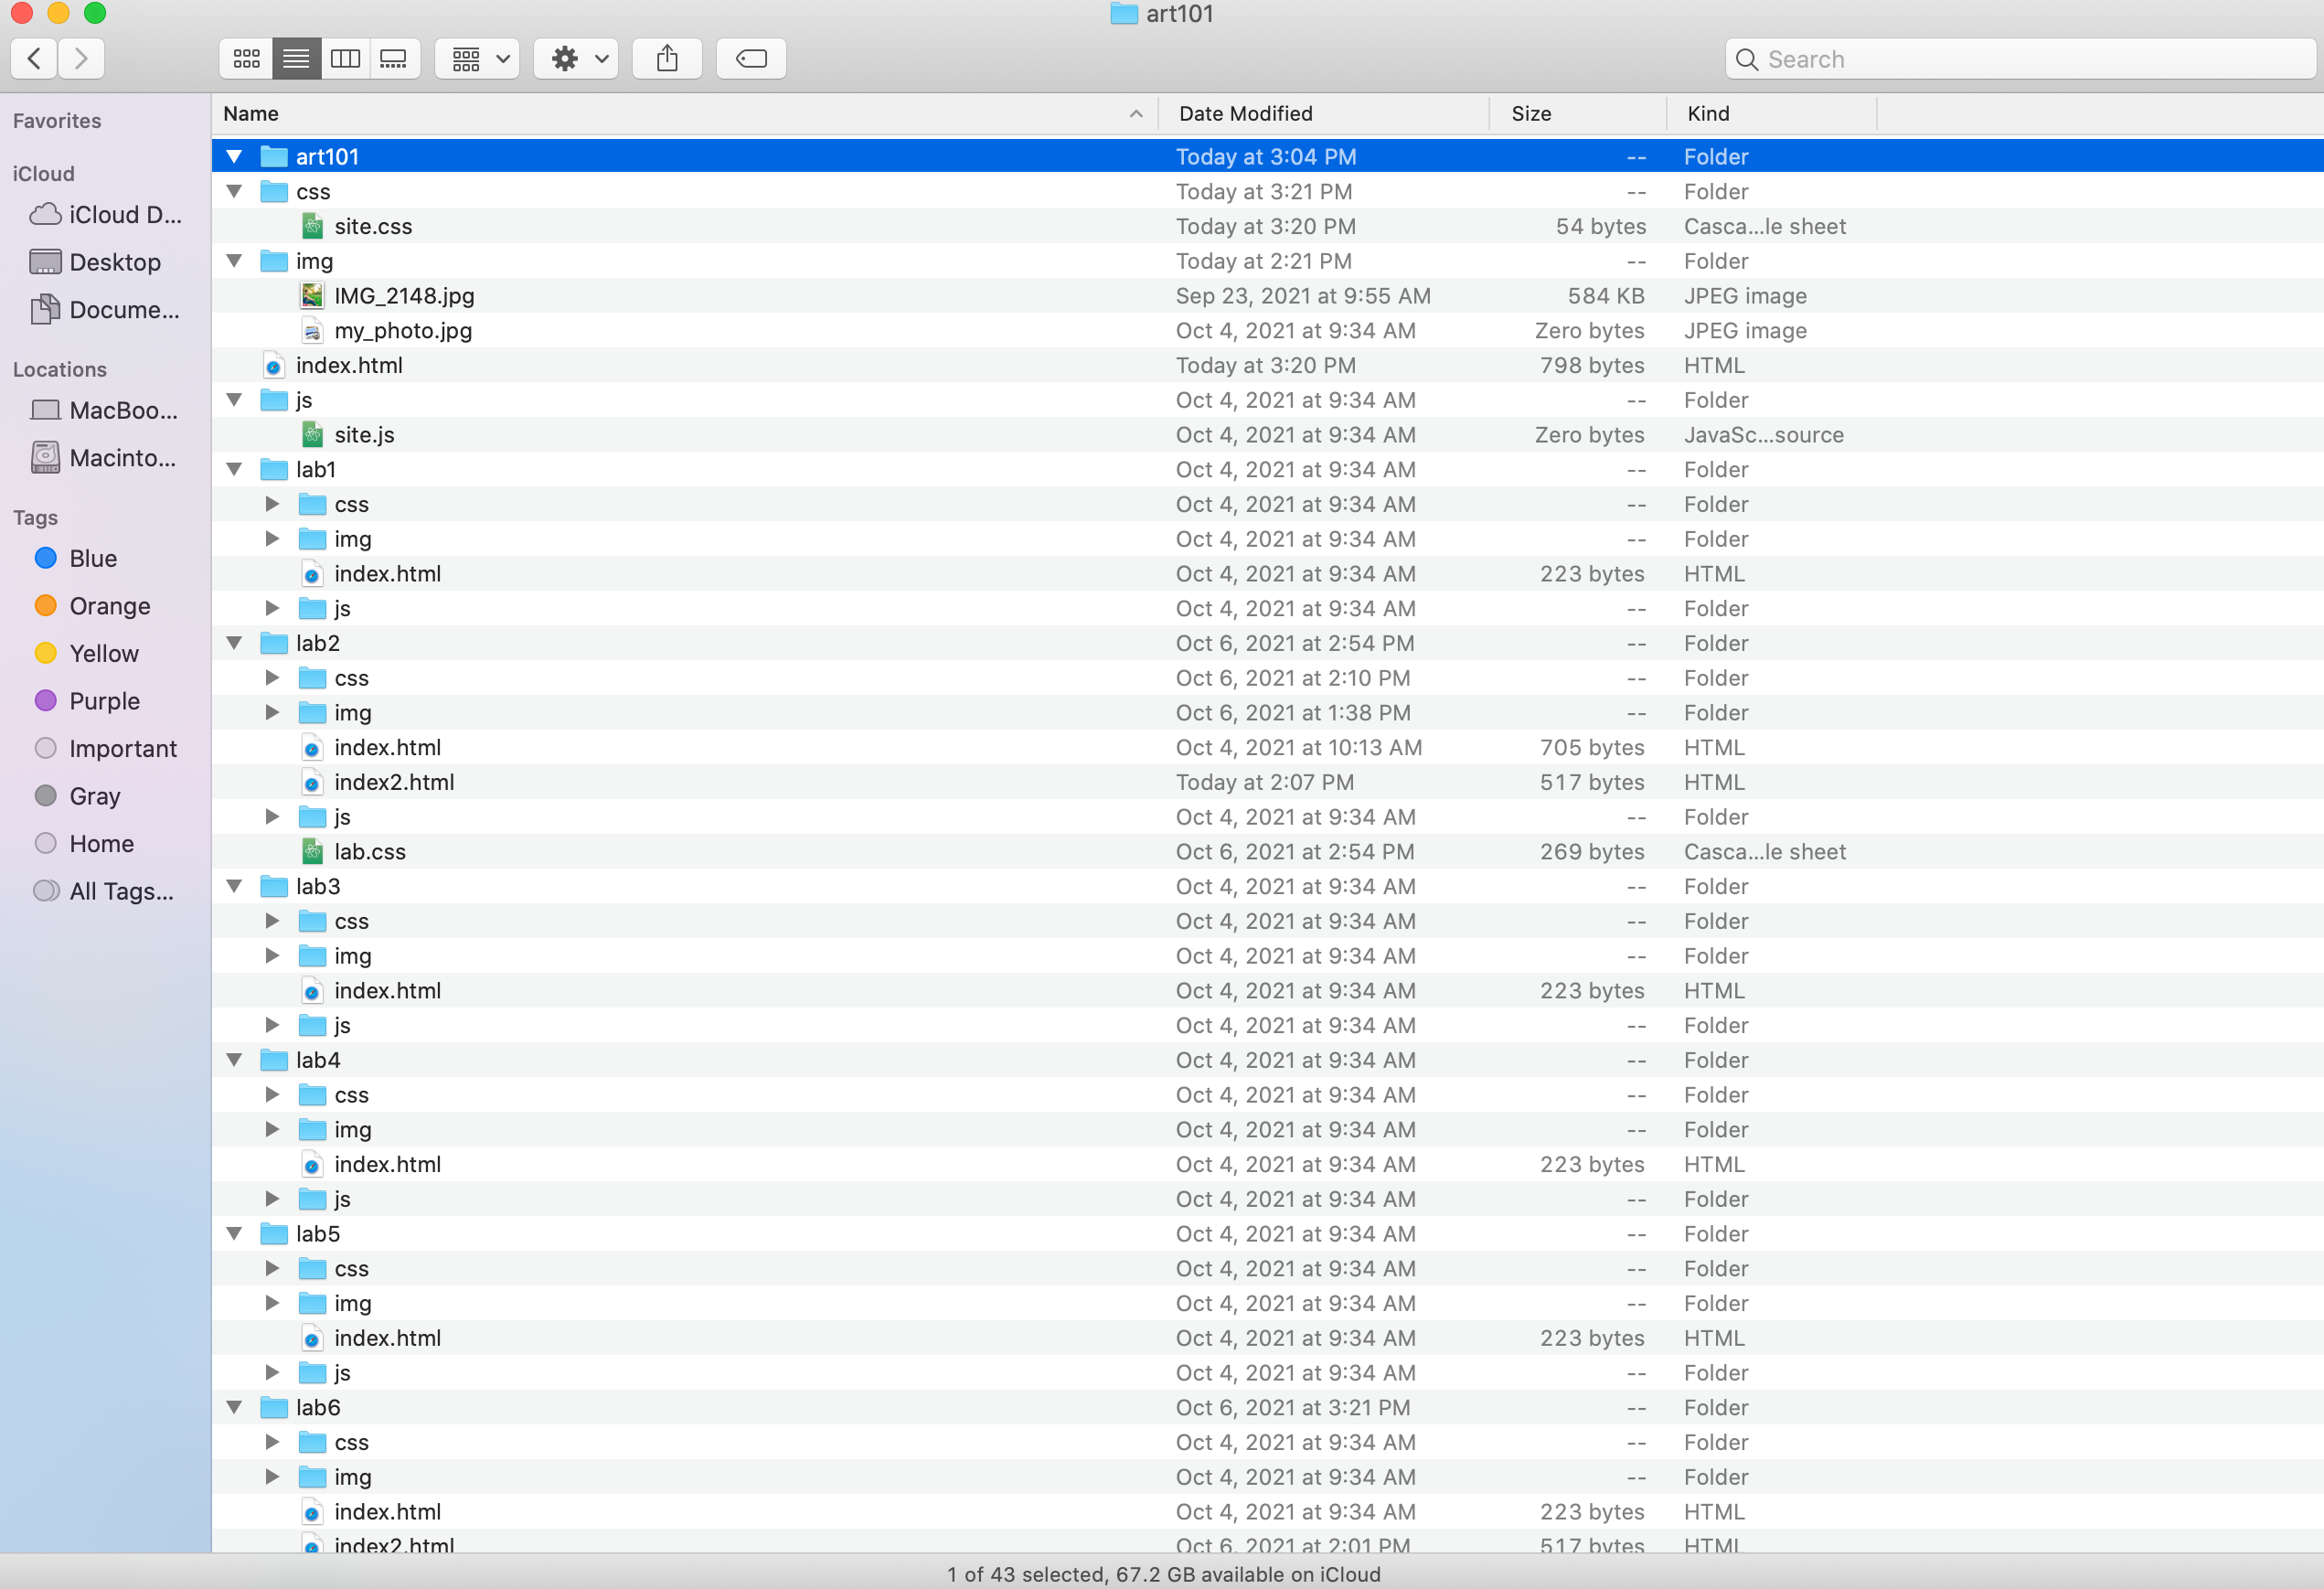 art101
Search
Favorites
iCloud
iCloud D...
Desktop
Docume...
Locations
MacBoo...
Macinto...
Tags
Blue
Orange
Yellow
Purple
Important
Gray
Home
All Tags...
Name Date Modified Size Kind
art101 Today at 3:04 PM -- Folder
css Today at 3:21 PM -- Folder
site.css Today at 3:20 PM 54 bytes Casca...le sheet
img Today at 2:21 PM -- Folder
IMG_2148.jpg Sep 23, 2021 at 9:55 AM 584 KB JPEG image
my_photo.jpg Oct 4, 2021 at 9:34 AM Zero bytes JPEG image
index.html Today at 3:20 PM 798 bytes HTML
js Oct 4, 2021 at 9:34 AM -- Folder
site.js Oct 4, 2021 at 9:34 AM Zero bytes JavaSc...source
lab1 Oct 4, 2021 at 9:34 AM -- Folder
css Oct 4, 2021 at 9:34 AM -- Folder
img Oct 4, 2021 at 9:34 AM -- Folder
index.html Oct 4, 2021 at 9:34 AM 223 bytes HTML
js Oct 4, 2021 at 9:34 AM -- Folder
lab2 Oct 6, 2021 at 2:54 PM -- Folder
css Oct 6, 2021 at 2:10 PM -- Folder
img Oct 6, 2021 at 1:38 PM -- Folder
index.html Oct 4, 2021 at 10:13 AM 705 bytes HTML
index2.html Today at 2:07 PM 517 bytes HTML
js Oct 4, 2021 at 9:34 AM -- Folder
lab.css Oct 6, 2021 at 2:54 PM 269 bytes Casca...le sheet
lab3 Oct 4, 2021 at 9:34 AM -- Folder
css Oct 4, 2021 at 9:34 AM -- Folder
img Oct 4, 2021 at 9:34 AM -- Folder
index.html Oct 4, 2021 at 9:34 AM 223 bytes HTML
js Oct 4, 2021 at 9:34 AM -- Folder
lab4 Oct 4, 2021 at 9:34 AM -- Folder
css Oct 4, 2021 at 9:34 AM -- Folder
img Oct 4, 2021 at 9:34 AM -- Folder
index.html Oct 4, 2021 at 9:34 AM 223 bytes HTML
js Oct 4, 2021 at 9:34 AM -- Folder
lab5 Oct 4, 2021 at 9:34 AM -- Folder
css Oct 4, 2021 at 9:34 AM -- Folder
img Oct 4, 2021 at 9:34 AM -- Folder
index.html Oct 4, 2021 at 9:34 AM 223 bytes HTML
js Oct 4, 2021 at 9:34 AM -- Folder
lab6 Oct 6, 2021 at 3:21 PM -- Folder
css Oct 4, 2021 at 9:34 AM -- Folder
img Oct 4, 2021 at 9:34 AM -- Folder
index.html Oct 4, 2021 at 9:34 AM 223 bytes HTML
index2.html Oct 6, 2021 at 2:01 PM 517 bytes HTML
1 of 43 selected, 67.2 GB available on iCloud